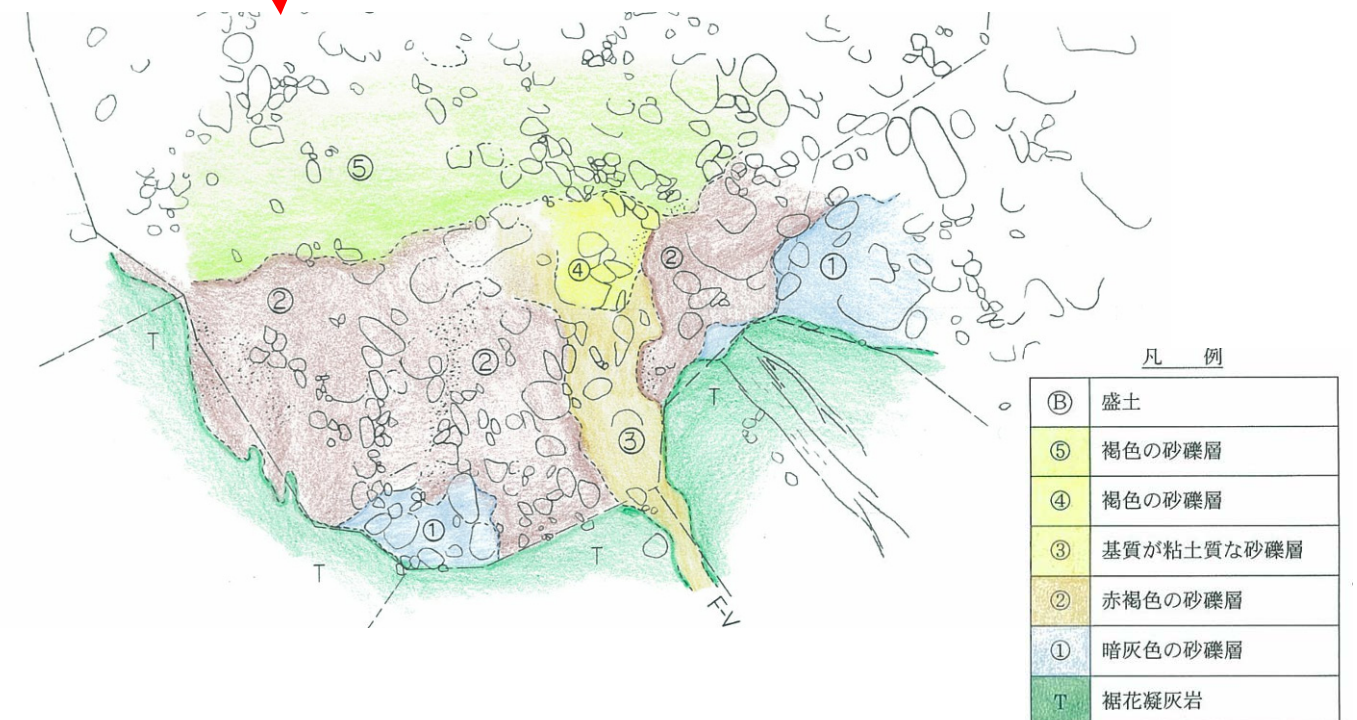 ⑤
④
②
①
②
②
T
T
③
①
T
T
F-V
凡 例
Ⓑ 盛土
⑤ 褐色の砂礫層
④ 褐色の砂礫層
③ 基質が粘土質な砂礫層
② 赤褐色の砂礫層
① 暗灰色の砂礫層
T 裾花凝灰岩